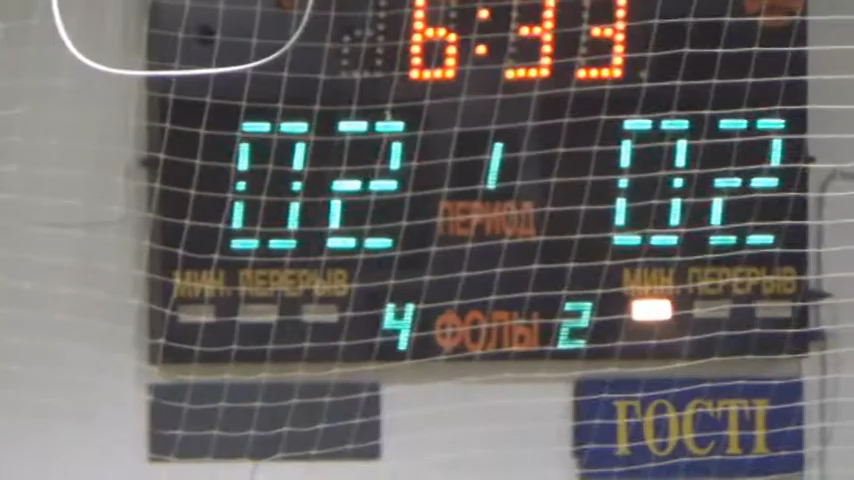 6:33
02 1 02
ПЕРИОД
МИН. ПЕРЕРЫВ МИН. ПЕРЕРЫВ
4 ФОЛЫ 2
ГОСТІ